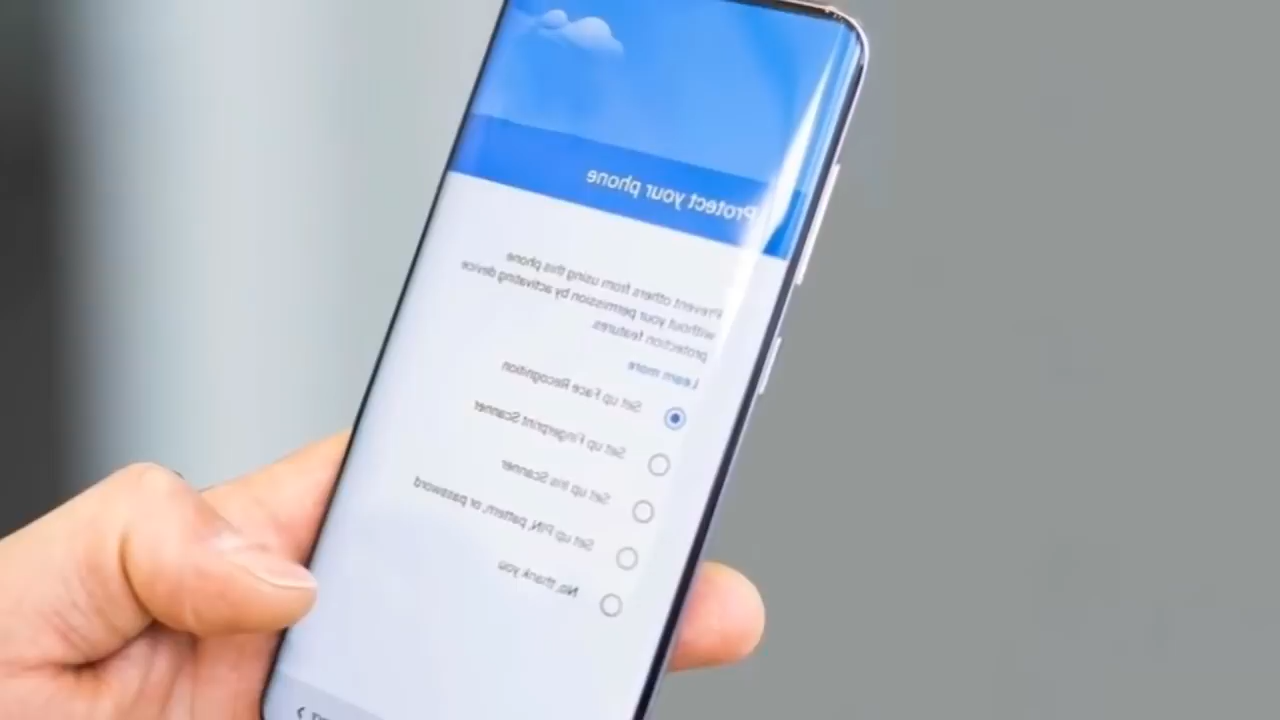 Protect your phone
Prevent others from using this phone
without your permission by activating device
protection features.
Learn more
Set up Face Recognition
Set up Fingerprint Scanner
Set up Iris Scanner
Set up PIN, pattern, or password
No, thank you